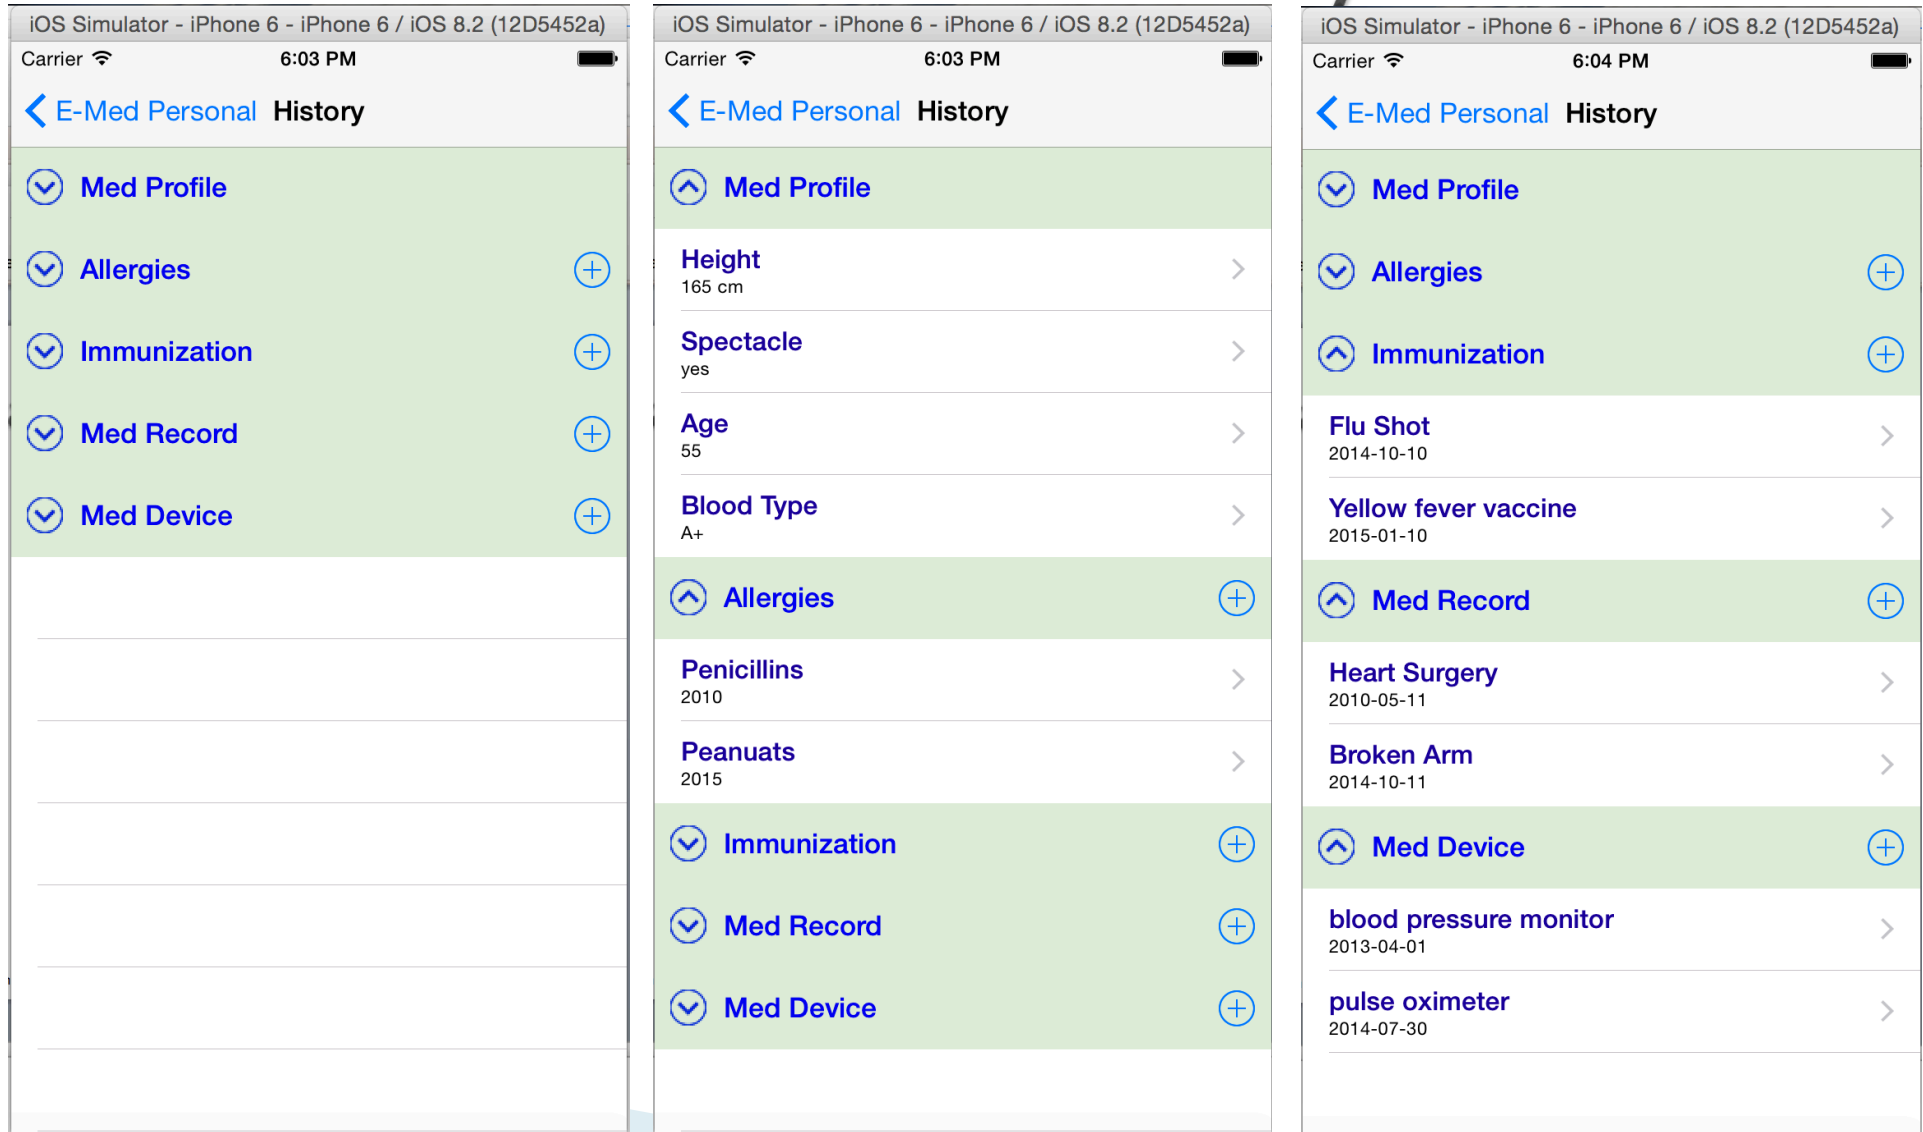 iOS Simulator - iPhone 6 - iPhone 6 / iOS 8.2 (12D5452a)
Carrier 6:03 PM
E-Med Personal History
Med Profile
Allergies
Immunization
Med Record
Med Device
iOS Simulator - iPhone 6 - iPhone 6 / iOS 8.2 (12D5452a)
Carrier 6:03 PM
E-Med Personal History
Med Profile
Height
165 cm
Spectacle
yes
Age
55
Blood Type
A+
Allergies
Penicillins
2010
Peanuats
2015
Immunization
Med Record
Med Device
iOS Simulator - iPhone 6 - iPhone 6 / iOS 8.2 (12D5452a)
Carrier 6:04 PM
E-Med Personal History
Med Profile
Allergies
Immunization
Flu Shot
2014-10-10
Yellow fever vaccine
2015-01-10
Med Record
Heart Surgery
2010-05-11
Broken Arm
2014-10-11
Med Device
blood pressure monitor
2013-04-01
pulse oximeter
2014-07-30